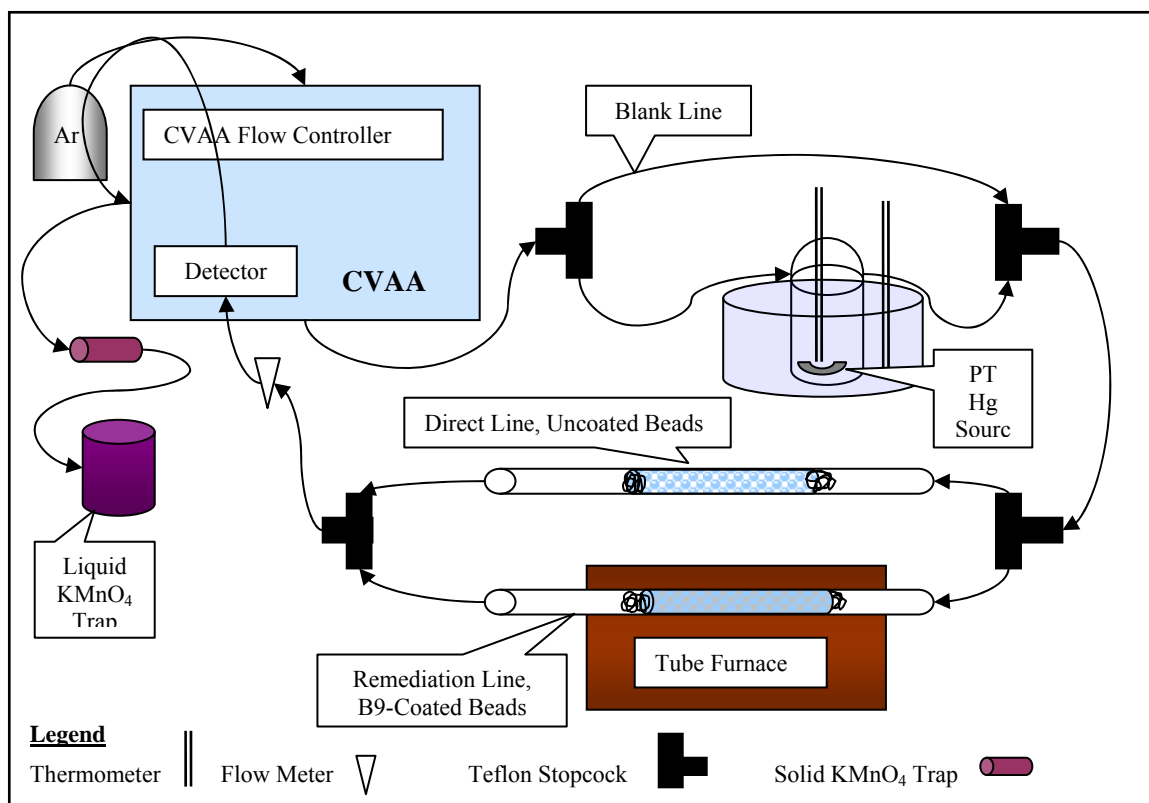 Ar
CVAA Flow Controller
Blank Line
Detector
CVAA
PT
Hg
Sourc
Direct Line, Uncoated Beads
Liquid
KMnO₄
Trap
Tube Furnace
Remediation Line,
B9-Coated Beads
Legend
Thermometer
Flow Meter
Teflon Stopcock
Solid KMnO₄ Trap